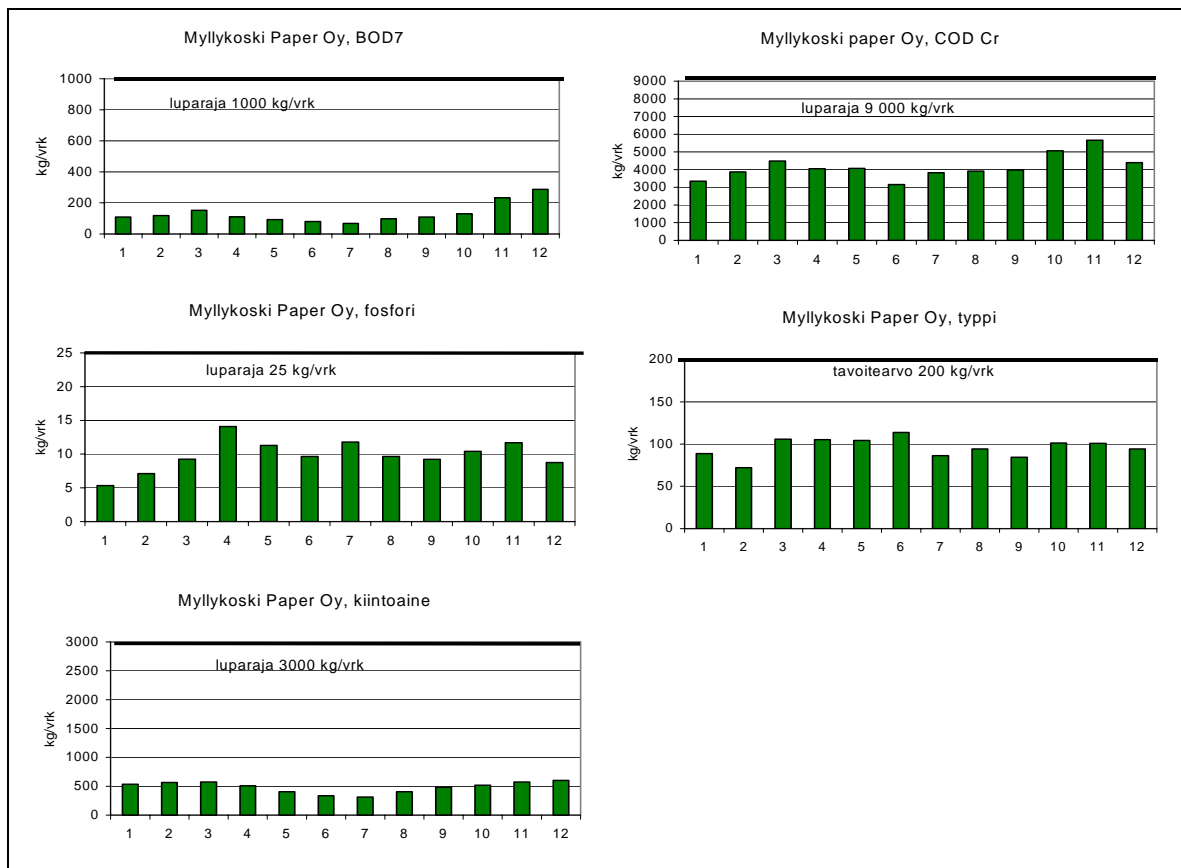 Myllykoski Paper Oy, BOD7
1000
800
600
400
200
0
kg/vrk
luparaja 1000 kg/vrk
1 2 3 4 5 6 7 8 9 10 11 12
Myllykoski paper Oy, COD Cr
9000
8000
7000
6000
5000
4000
3000
2000
1000
0
kg/vrk
luparaja 9 000 kg/vrk
1 2 3 4 5 6 7 8 9 10 11 12
Myllykoski Paper Oy, fosfori
25
20
15
10
5
0
kg/vrk
luparaja 25 kg/vrk
1 2 3 4 5 6 7 8 9 10 11 12
Myllykoski Paper Oy, typpi
200
150
100
50
0
kg/vrk
tavoitearvo 200 kg/vrk
1 2 3 4 5 6 7 8 9 10 11 12
Myllykoski Paper Oy, kiintoaine
3000
2500
2000
1500
1000
500
0
kg/vrk
luparaja 3000 kg/vrk
1 2 3 4 5 6 7 8 9 10 11 12